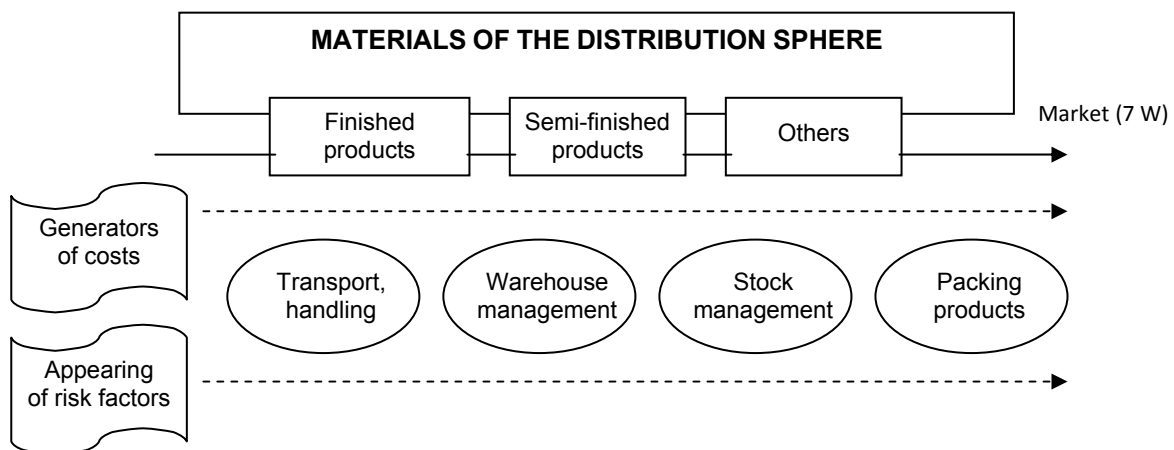 MATERIALS OF THE DISTRIBUTION SPHERE
Finished
products
Semi-finished
products
Others
Market (7 W)
Generators
of costs
Transport,
handling
Warehouse
management
Stock
management
Packing
products
Appearing
of risk factors